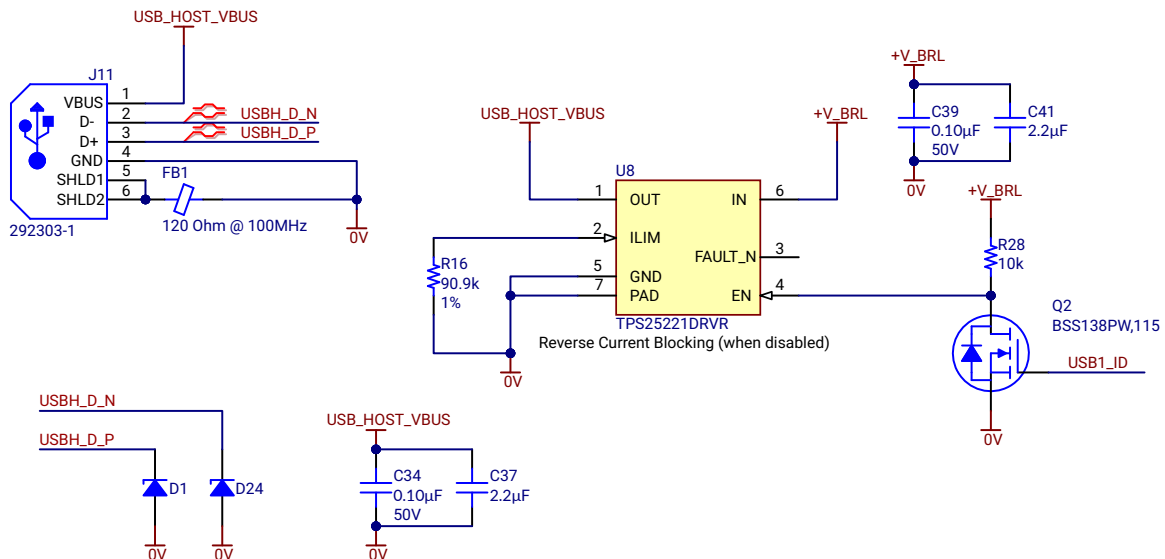 USB_HOST_VBUS
J11
VBUS 1
D- 2 USBH_D_N
D+ 3 USBH_D_P
GND 4
SHLD1 5
SHLD2 6
FB1
120 Ohm @ 100MHz
292303-1
0V
USB_HOST_VBUS
+V_BRL
U8
1 OUT IN 6
2 ILIM
FAULT_N 3
5 GND
7 PAD EN 4
TPS25221DRVR
Reverse Current Blocking (when disabled)
R16
90.9k
1%
0V
+V_BRL
C39
0.10µF
50V
C41
2.2µF
0V
+V_BRL
R28
10k
Q2
BSS138PW,115
USB1_ID
0V
USBH_D_N
USBH_D_P
D1
D24
0V
0V
USB_HOST_VBUS
C34
0.10µF
50V
C37
2.2µF
0V